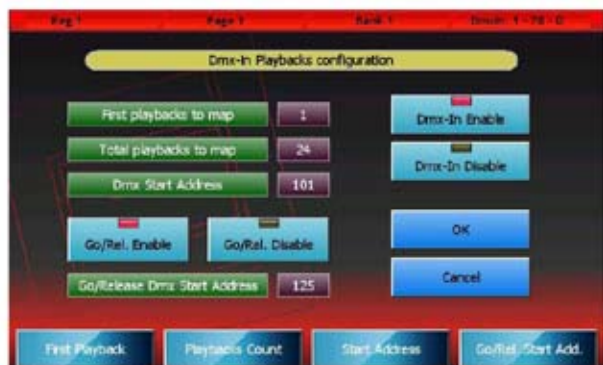 Page 1
Bank 1
Dmx-In Playbacks configuration
First playbacks to map 1
Total playbacks to map 24
Dmx Start Address 101
Dmx-In Enable
Dmx-In Disable
Go/Rel. Enable
Go/Rel. Disable
Go/Release Dmx Start Address 125
OK
Cancel
First Playback
Playbacks Count
Start Address
Go/Rel. Start Add.